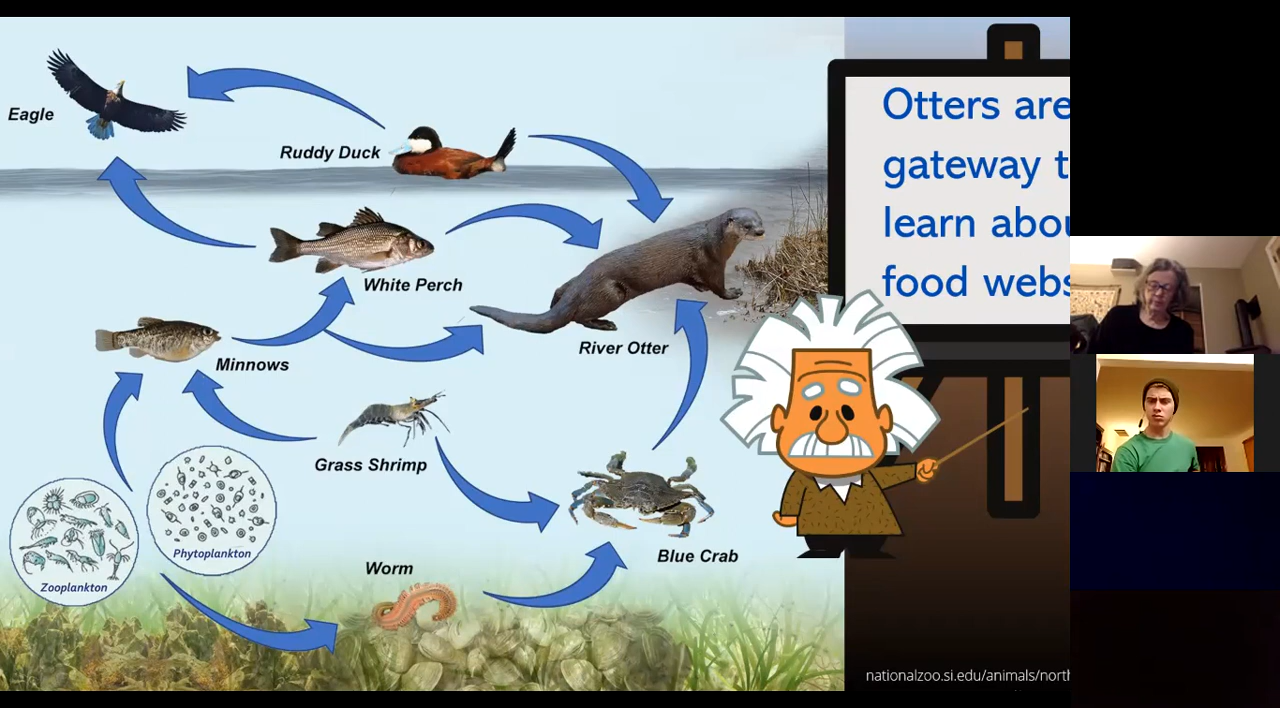 Eagle
Ruddy Duck
White Perch
Minnows
River Otter
Grass Shrimp
Phytoplankton
Zooplankton
Worm
Blue Crab
Otters are
gateway t
learn abou
food webs
nationalzoo.si.edu/animals/north